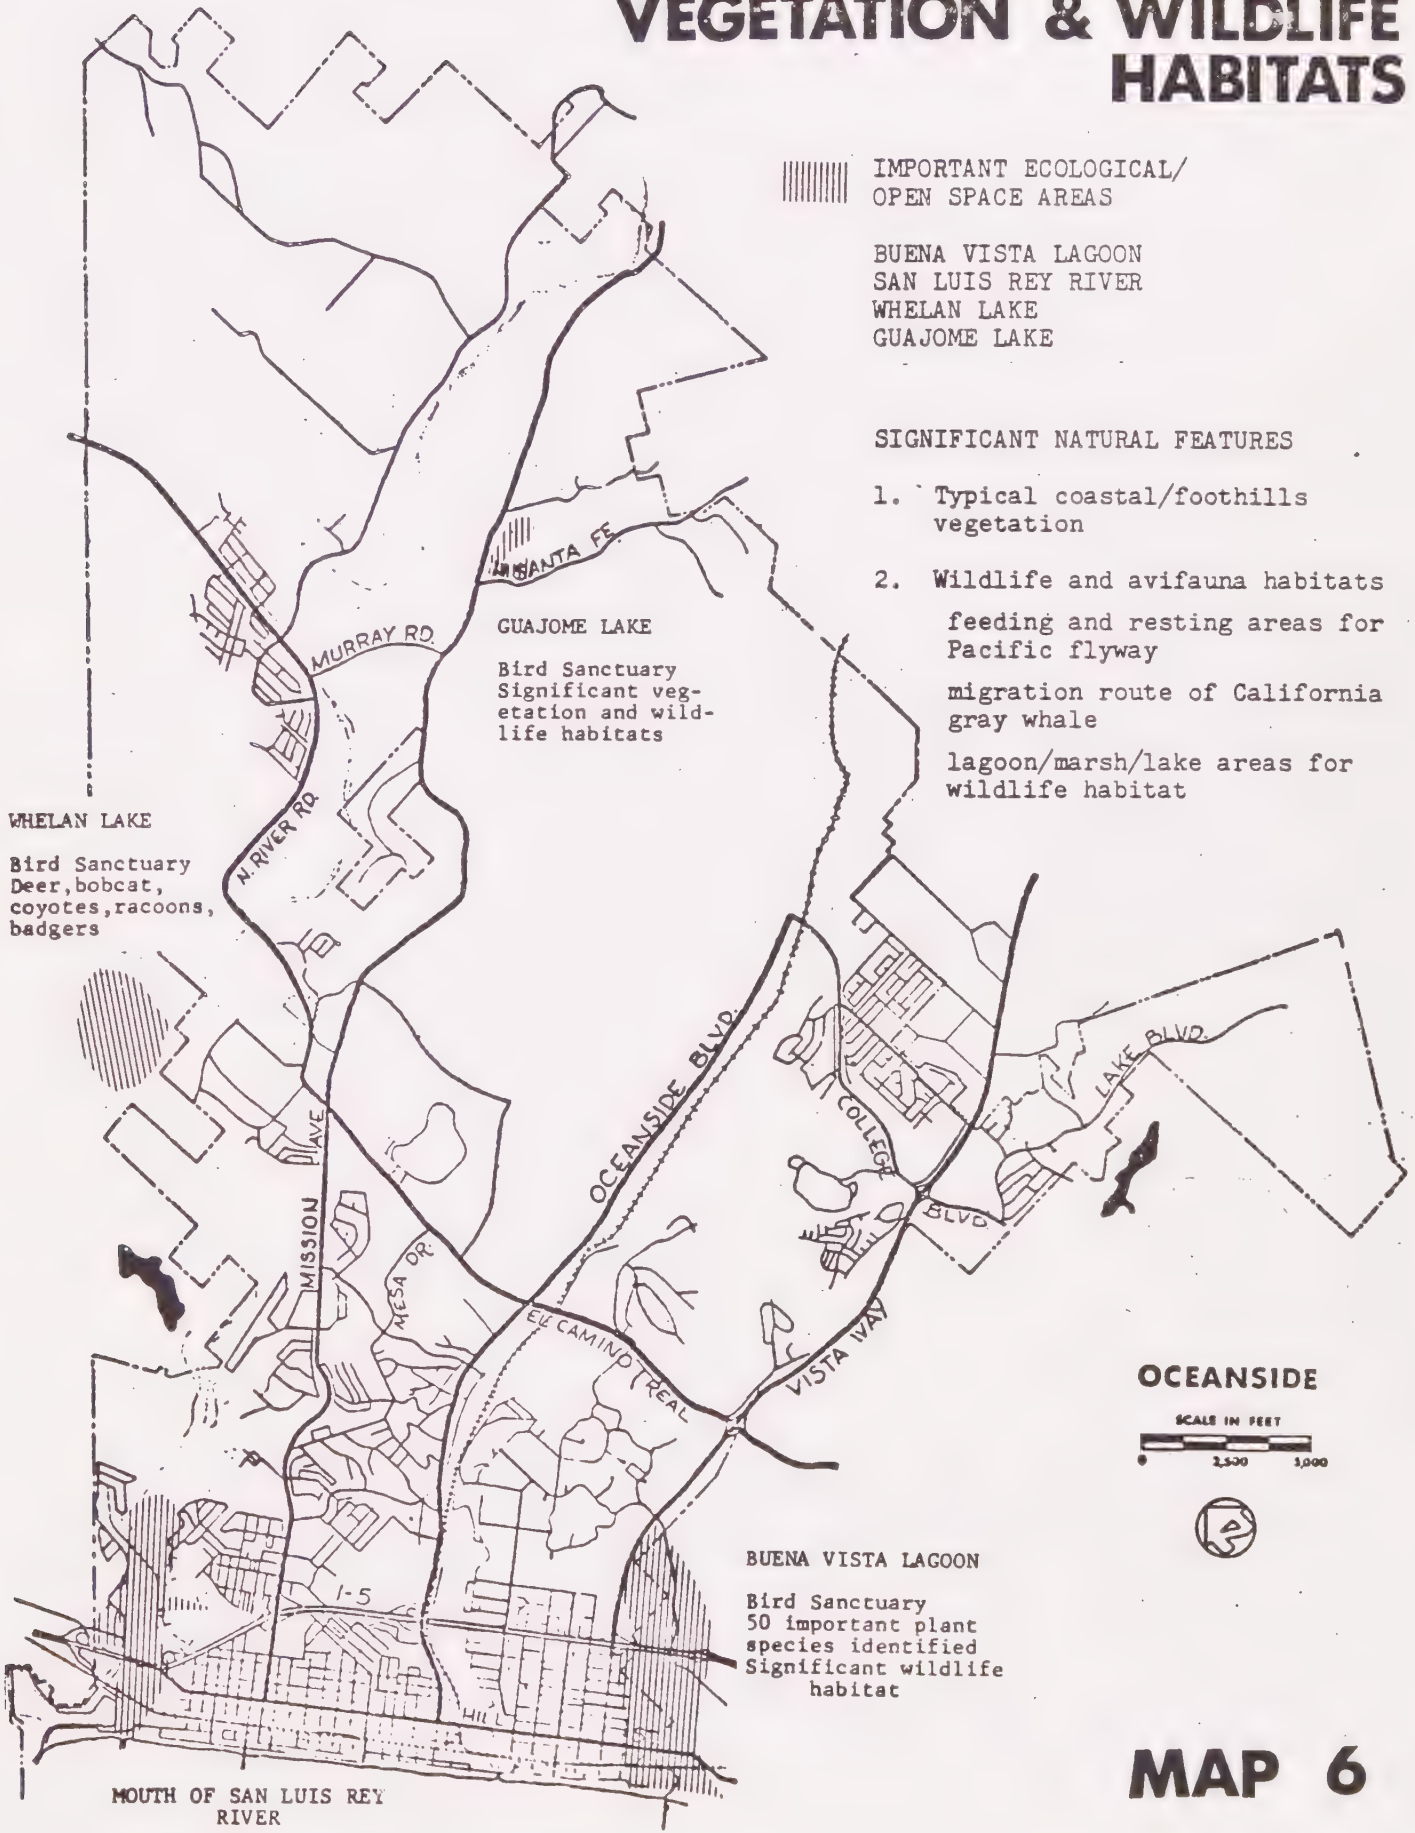 VEGETATION & WILDLIFE
HABITATS
IMPORTANT ECOLOGICAL/
OPEN SPACE AREAS
BUENA VISTA LAGOON
SAN LUIS REY RIVER
WHELAN LAKE
GUAJOME LAKE
SIGNIFICANT NATURAL FEATURES
1. Typical coastal/foothills
vegetation
2. Wildlife and avifauna habitats
feeding and resting areas for
Pacific flyway
migration route of California
gray whale
lagoon/marsh/lake areas for
wildlife habitat
SANTA FE
GUAJOME LAKE
Bird Sanctuary
Significant veg-
etation and wild-
life habitats
MURRAY RD.
N. RIVER RD.
WHELAN LAKE
Bird Sanctuary
Deer,bobcat,
coyotes,racoons,
badgers
OCEANSIDE BLVD.
LAKE BLVD.
COLLEGE
BLVD.
MISSION AVE.
MESA DR.
EL CAMINO REAL
VISTA WAY
OCEANSIDE
SCALE IN FEET
0 2,500 5,000
I-5
HILL
BUENA VISTA LAGOON
Bird Sanctuary
50 important plant
species identified
Significant wildlife
habitat
MOUTH OF SAN LUIS REY
RIVER
MAP 6